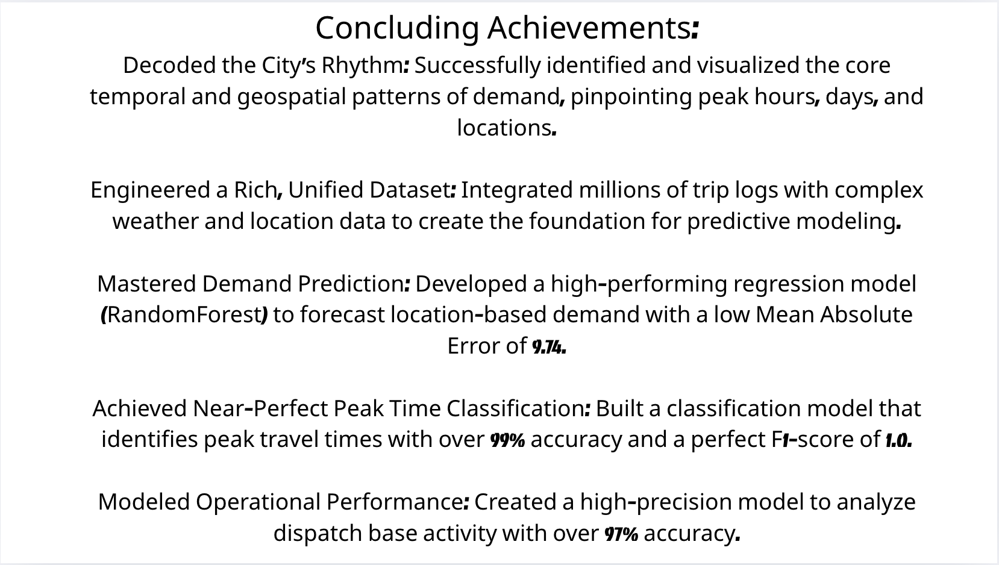 Concluding Achievements:
Decoded the City's Rhythm: Successfully identified and visualized the core
temporal and geospatial patterns of demand, pinpointing peak hours, days, and
locations.
Engineered a Rich, Unified Dataset: Integrated millions of trip logs with complex
weather and location data to create the foundation for predictive modeling.
Mastered Demand Prediction: Developed a high-performing regression model
(RandomForest) to forecast location-based demand with a low Mean Absolute
Error of 9.74.
Achieved Near-Perfect Peak Time Classification: Built a classification model that
identifies peak travel times with over 99% accuracy and a perfect F1-score of 1.0.
Modeled Operational Performance: Created a high-precision model to analyze
dispatch base activity with over 97% accuracy.